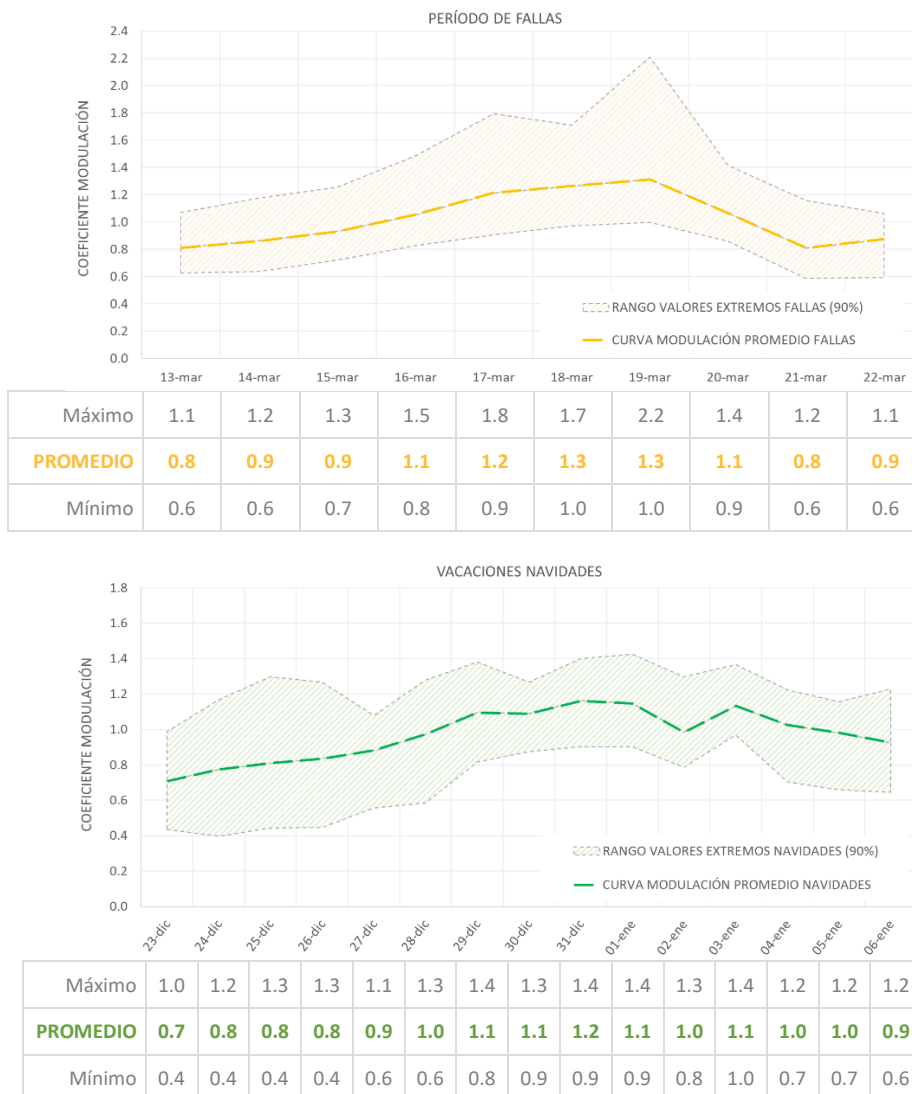 PERÍODO DE FALLAS
2.4
2.2
2.0
1.8
1.6
1.4
1.2
1.0
0.8
0.6
0.4
0.2
0.0
COEFICIENTE MODULACIÓN
RANGO VALORES EXTREMOS FALLAS (90%)
CURVA MODULACIÓN PROMEDIO FALLAS
13-mar 14-mar 15-mar 16-mar 17-mar 18-mar 19-mar 20-mar 21-mar 22-mar
Máximo 1.1 1.2 1.3 1.5 1.8 1.7 2.2 1.4 1.2 1.1
PROMEDIO 0.8 0.9 0.9 1.1 1.2 1.3 1.3 1.1 0.8 0.9
Mínimo 0.6 0.6 0.7 0.8 0.9 1.0 1.0 0.9 0.6 0.6
VACACIONES NAVIDADES
1.8
1.6
1.4
1.2
1.0
0.8
0.6
0.4
0.2
0.0
COEFICIENTE MODULACIÓN
RANGO VALORES EXTREMOS NAVIDADES (90%)
CURVA MODULACIÓN PROMEDIO NAVIDADES
23-dic 24-dic 25-dic 26-dic 27-dic 28-dic 29-dic 30-dic 31-dic 01-ene 02-ene 03-ene 04-ene 05-ene 06-ene
Máximo 1.0 1.2 1.3 1.3 1.1 1.3 1.4 1.3 1.4 1.4 1.3 1.4 1.2 1.2 1.2
PROMEDIO 0.7 0.8 0.8 0.8 0.9 1.0 1.1 1.1 1.2 1.1 1.0 1.1 1.0 1.0 0.9
Mínimo 0.4 0.4 0.4 0.4 0.6 0.6 0.8 0.9 0.9 0.9 0.8 1.0 0.7 0.7 0.6